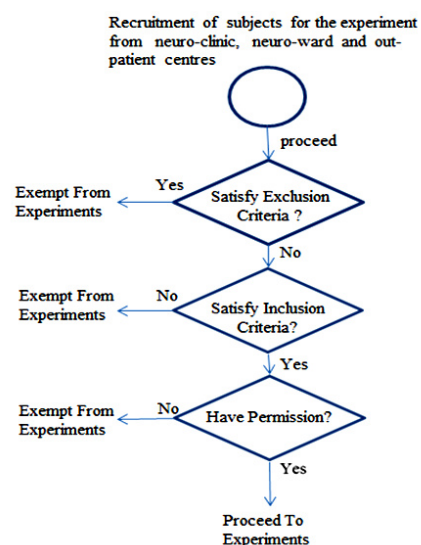 Recruitment of subjects for the experiment
from neuro-clinic, neuro-ward and out-
patient centres
proceed
Yes
Exempt From
Experiments
Satisfy Exclusion
Criteria ?
No
Exempt From
Experiments
No
Satisfy Inclusion
Criteria?
Yes
Exempt From
Experiments
No
Have Permission?
Yes
Proceed To
Experiments